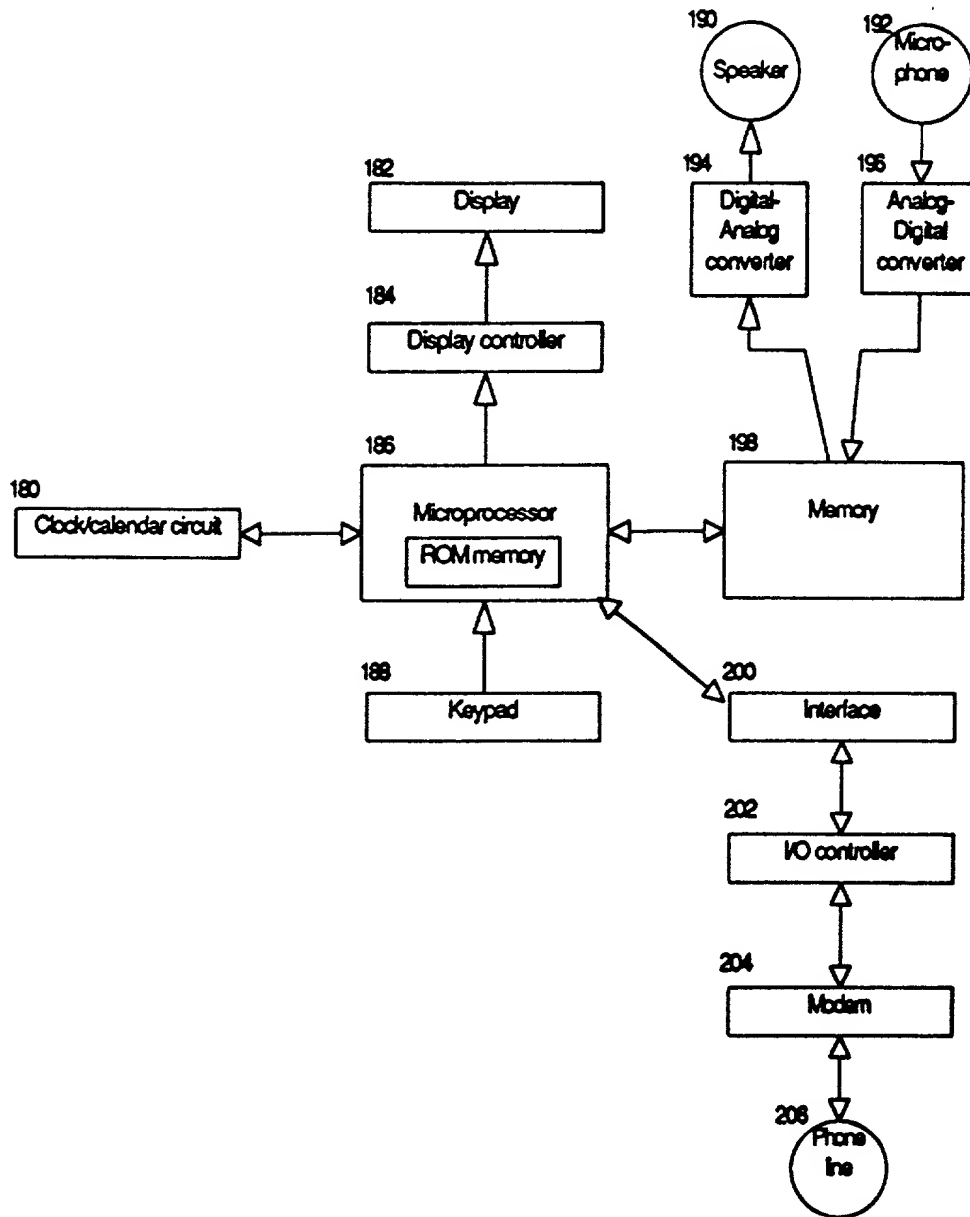 190
Speaker
192
Micro-
phone
194
Digital-
Analog
converter
196
Analog-
Digital
converter
182
Display
184
Display controller
186
Microprocessor
ROM memory
198
Memory
180
Clock/calendar circuit
188
Keypad
200
Interface
202
I/O controller
204
Modem
206
Phone
line